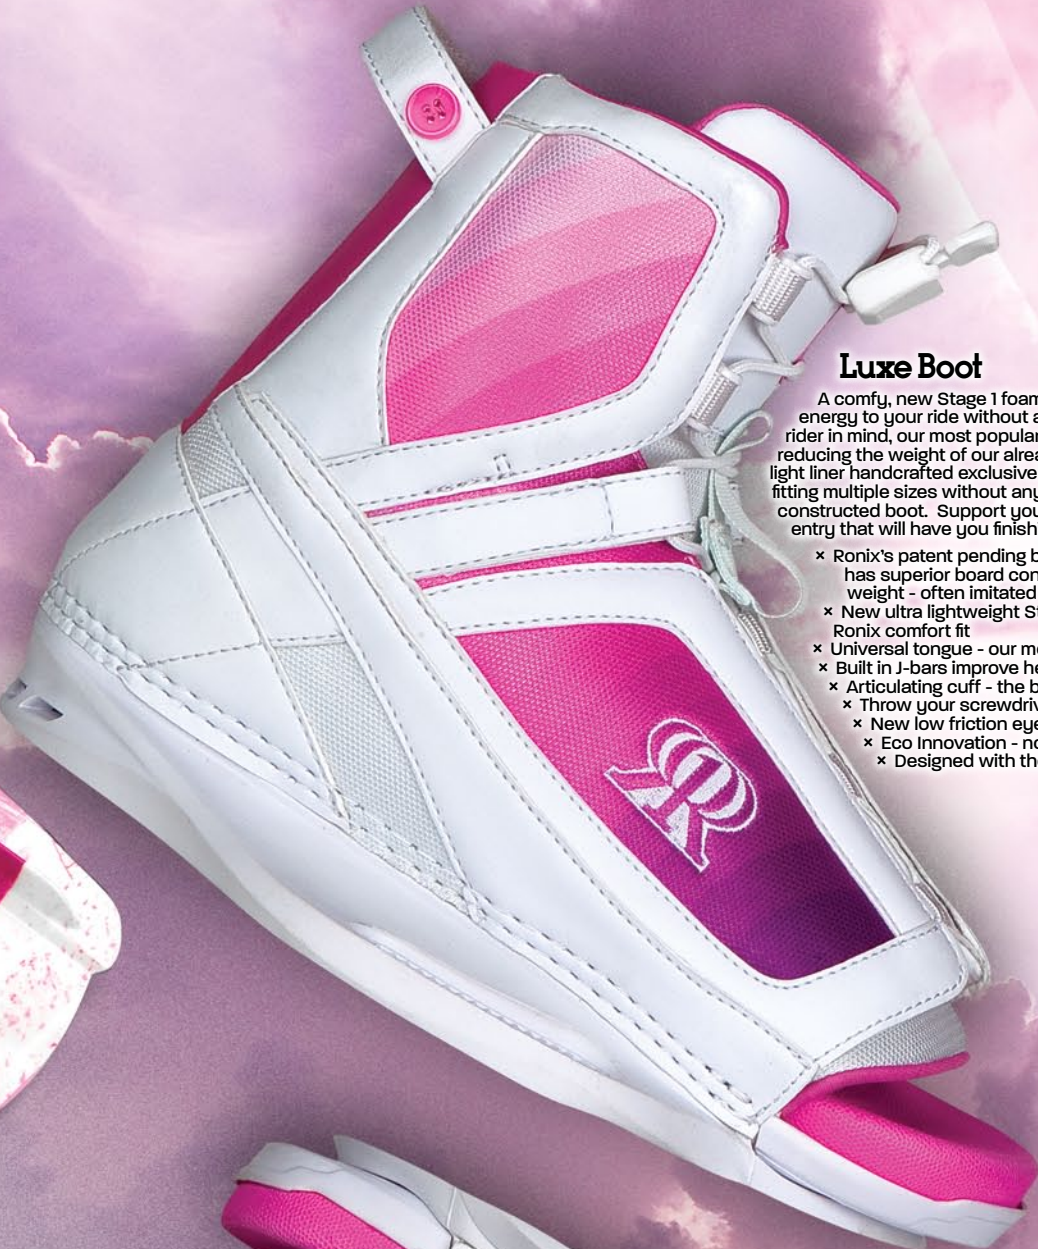 Luxe Boot
A comfy, new Stage 1 foam
energy to your ride without a
rider in mind, our most popular
reducing the weight of our alrea
light liner handcrafted exclusive
fitting multiple sizes without any
constructed boot. Support you
entry that will have you finish
× Ronix's patent pending b
has superior board con
weight - often imitated
× New ultra lightweight St
Ronix comfort fit
× Universal tongue - our mo
× Built in J-bars improve he
× Articulating cuff - the b
× Throw your screwdriv
× New low friction eye
× Eco Innovation - no
× Designed with the